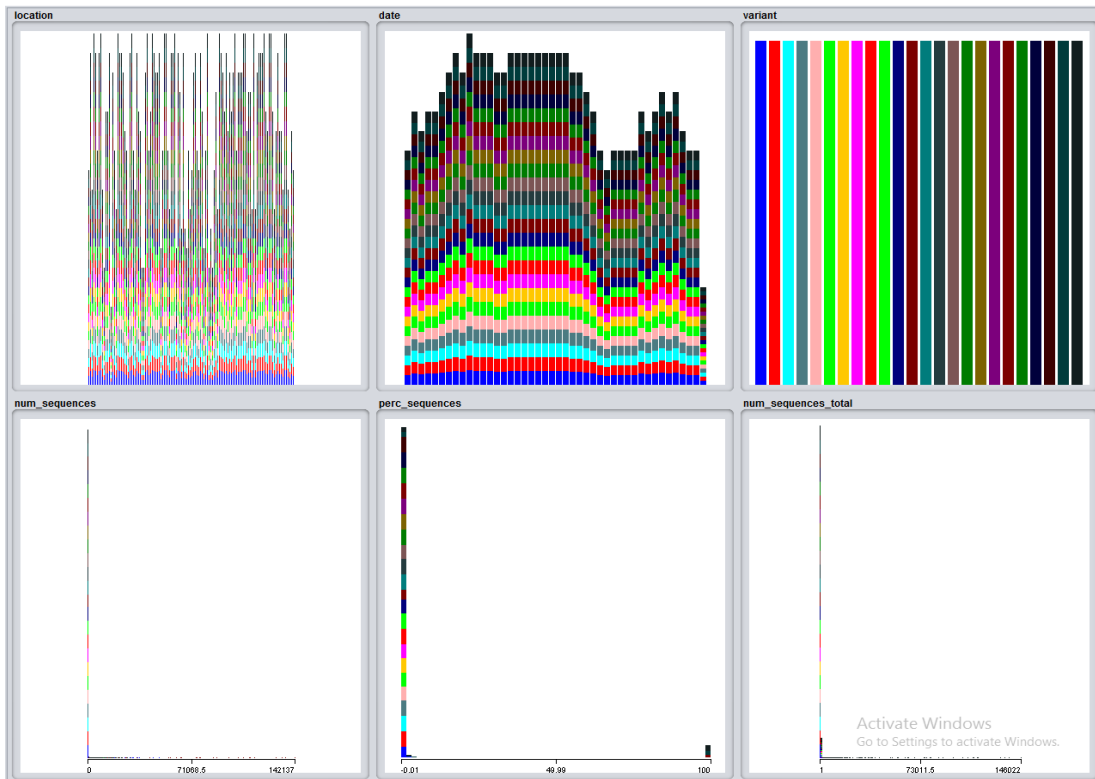 location
date
variant
num_sequences
perc_sequences
num_sequences_total
0
71068.5
142137
-0.01
49.99
100
1
73011.5
146022
Activate Windows
Go to Settings to activate Windows.